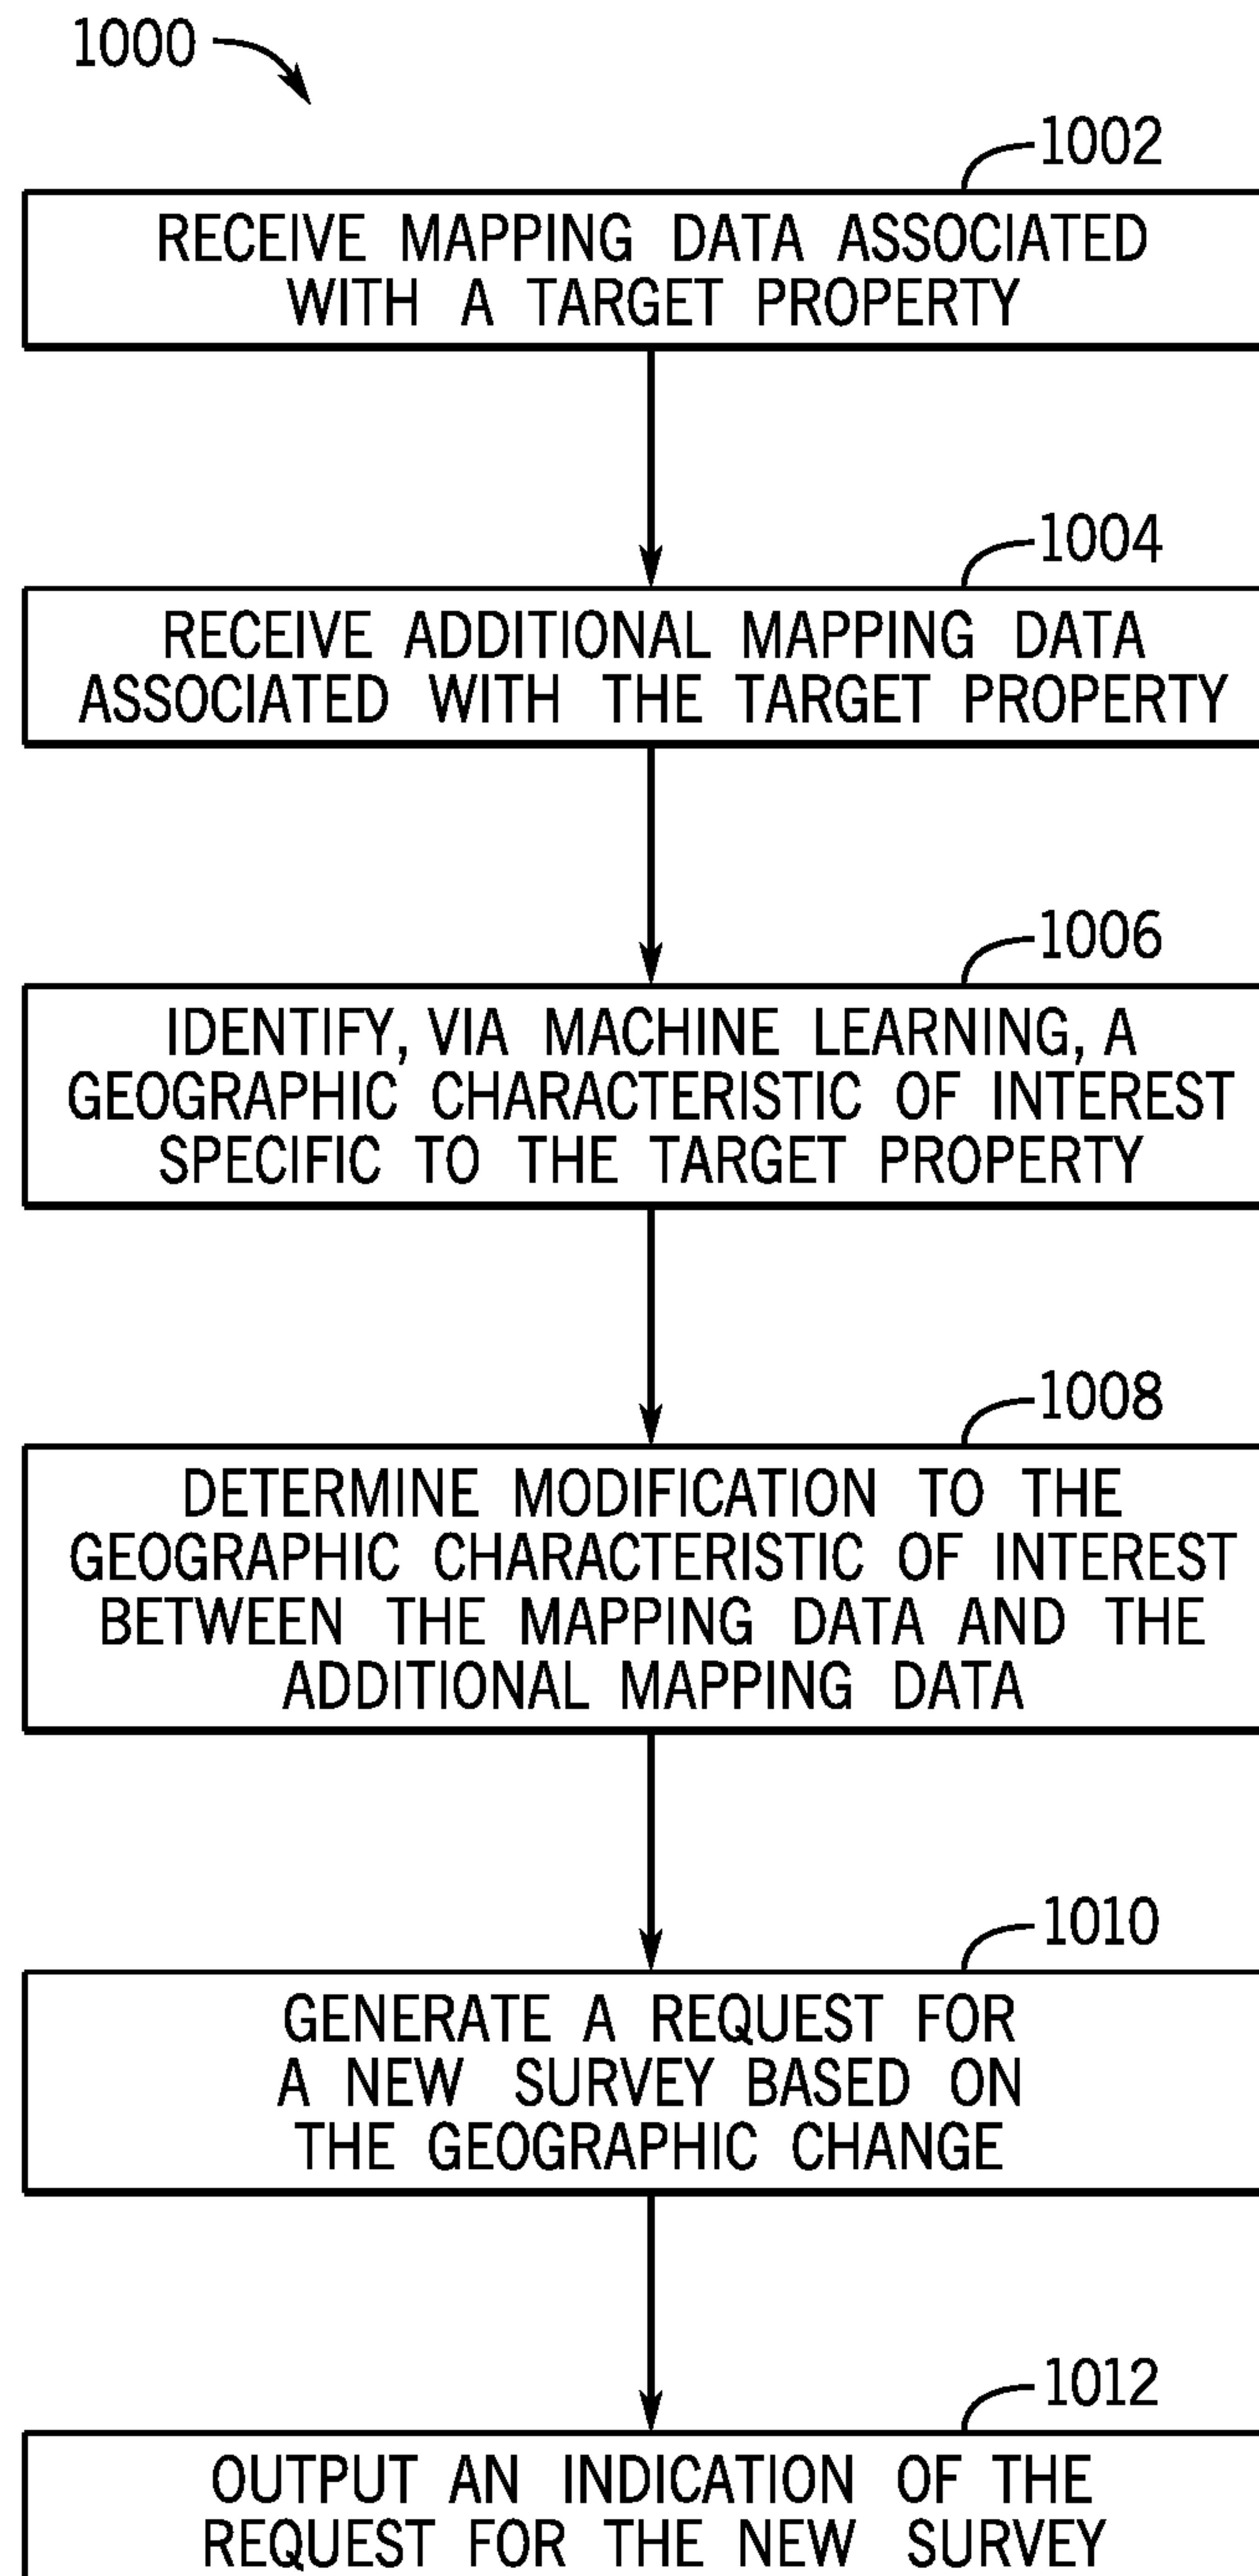 1000
1002
RECEIVE MAPPING DATA ASSOCIATED
WITH A TARGET PROPERTY
1004
RECEIVE ADDITIONAL MAPPING DATA
ASSOCIATED WITH THE TARGET PROPERTY
1006
IDENTIFY, VIA MACHINE LEARNING, A
GEOGRAPHIC CHARACTERISTIC OF INTEREST
SPECIFIC TO THE TARGET PROPERTY
1008
DETERMINE MODIFICATION TO THE
GEOGRAPHIC CHARACTERISTIC OF INTEREST
BETWEEN THE MAPPING DATA AND THE
ADDITIONAL MAPPING DATA
1010
GENERATE A REQUEST FOR
A NEW SURVEY BASED ON
THE GEOGRAPHIC CHANGE
1012
OUTPUT AN INDICATION OF THE
REQUEST FOR THE NEW SURVEY